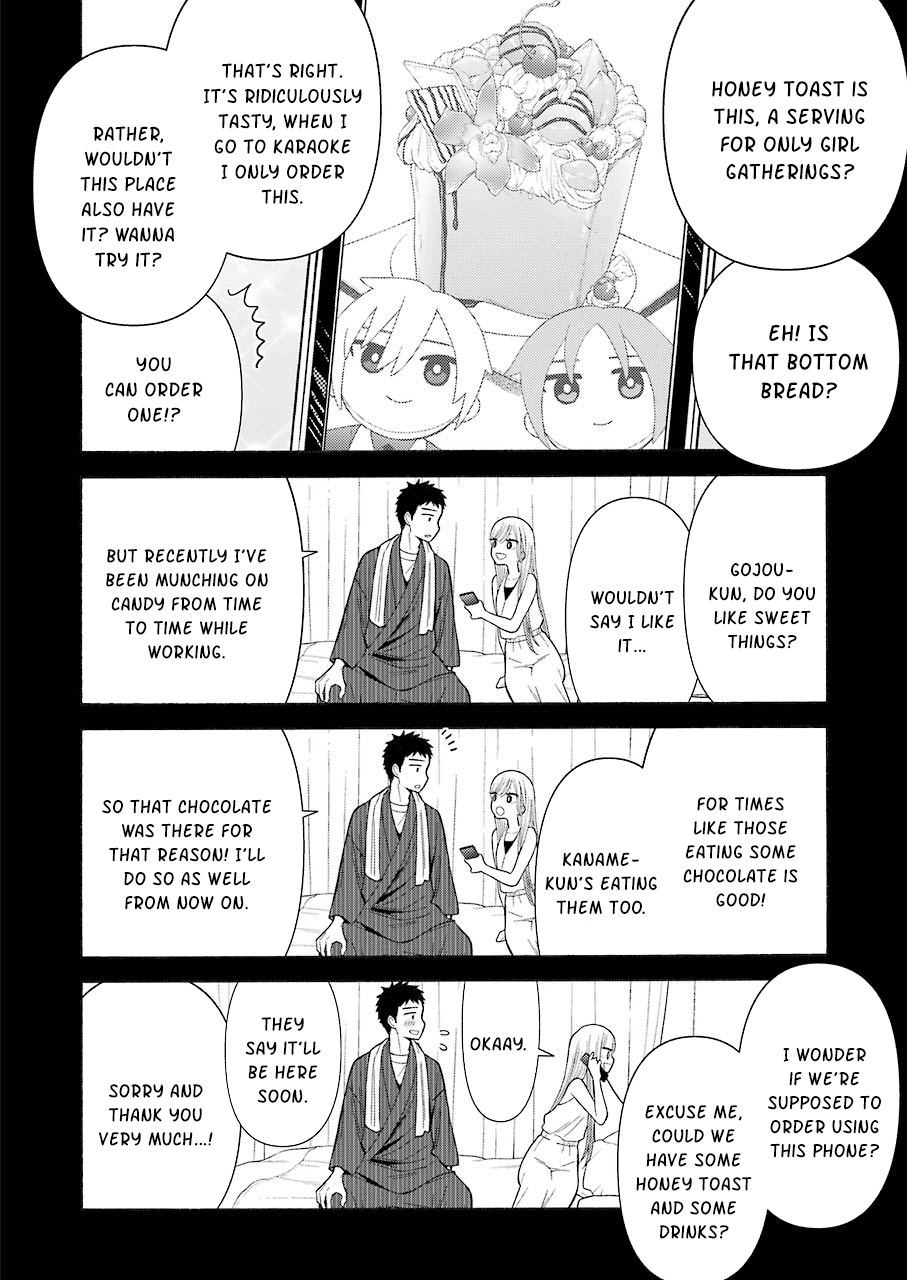 HONEY TOAST IS
THIS, A SERVING
FOR ONLY GIRL
GATHERINGS?
EH! IS
THAT BOTTOM
BREAD?
THAT'S RIGHT.
IT'S RIDICULOUSLY
TASTY, WHEN I
GO TO KARAOKE
I ONLY ORDER
THIS.
RATHER,
WOULDN'T
THIS PLACE
ALSO HAVE
IT? WANNA
TRY IT?
YOU
CAN ORDER
ONE!?
GOJOU-
KUN, DO YOU
LIKE SWEET
THINGS?
WOULDN'T
SAY I LIKE
IT...
BUT RECENTLY I'VE
BEEN MUNCHING ON
CANDY FROM TIME
TO TIME WHILE
WORKING.
FOR TIMES
LIKE THOSE
EATING SOME
CHOCOLATE IS
GOOD!
KANAME-
KUN'S EATING
THEM TOO.
SO THAT CHOCOLATE
WAS THERE FOR
THAT REASON! I'LL
DO SO AS WELL
FROM NOW ON.
I WONDER
IF WE'RE
SUPPOSED TO
ORDER USING
THIS PHONE?
EXCUSE ME,
COULD WE
HAVE SOME
HONEY TOAST
AND SOME
DRINKS?
OKAAY.
THEY
SAY IT'LL
BE HERE
SOON.
SORRY AND
THANK YOU
VERY MUCH...!